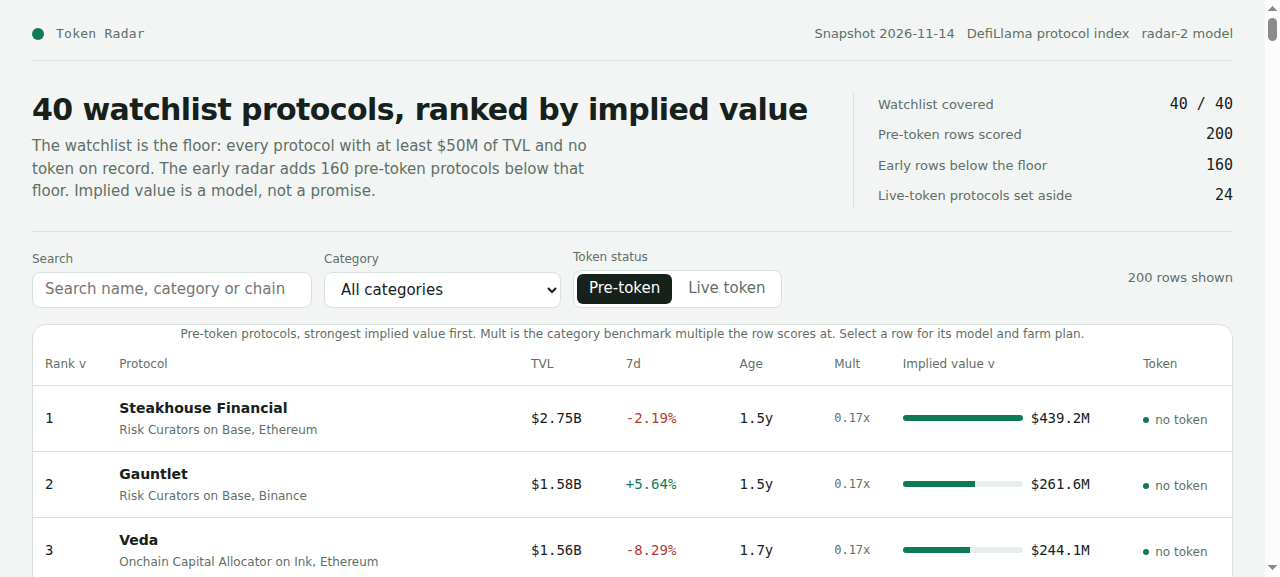 Token Radar
Snapshot 2026-11-14 DefiLlama protocol index radar-2 model
40 watchlist protocols, ranked by implied value
The watchlist is the floor: every protocol with at least $50M of TVL and no
token on record. The early radar adds 160 pre-token protocols below that
floor. Implied value is a model, not a promise.
Watchlist covered 40 / 40
Pre-token rows scored 200
Early rows below the floor 160
Live-token protocols set aside 24
Search Category Token status
Search name, category or chain All categories Pre-token Live token
200 rows shown
Pre-token protocols, strongest implied value first. Mult is the category benchmark multiple the row scores at. Select a row for its model and farm plan.
Rank v Protocol TVL 7d Age Mult Implied value v Token
1 Steakhouse Financial $2.75B -2.19% 1.5y 0.17x $439.2M no token
Risk Curators on Base, Ethereum
2 Gauntlet $1.58B +5.64% 1.5y 0.17x $261.6M no token
Risk Curators on Base, Binance
3 Veda $1.56B -8.29% 1.7y 0.17x $244.1M no token
Onchain Capital Allocator on Ink, Ethereum